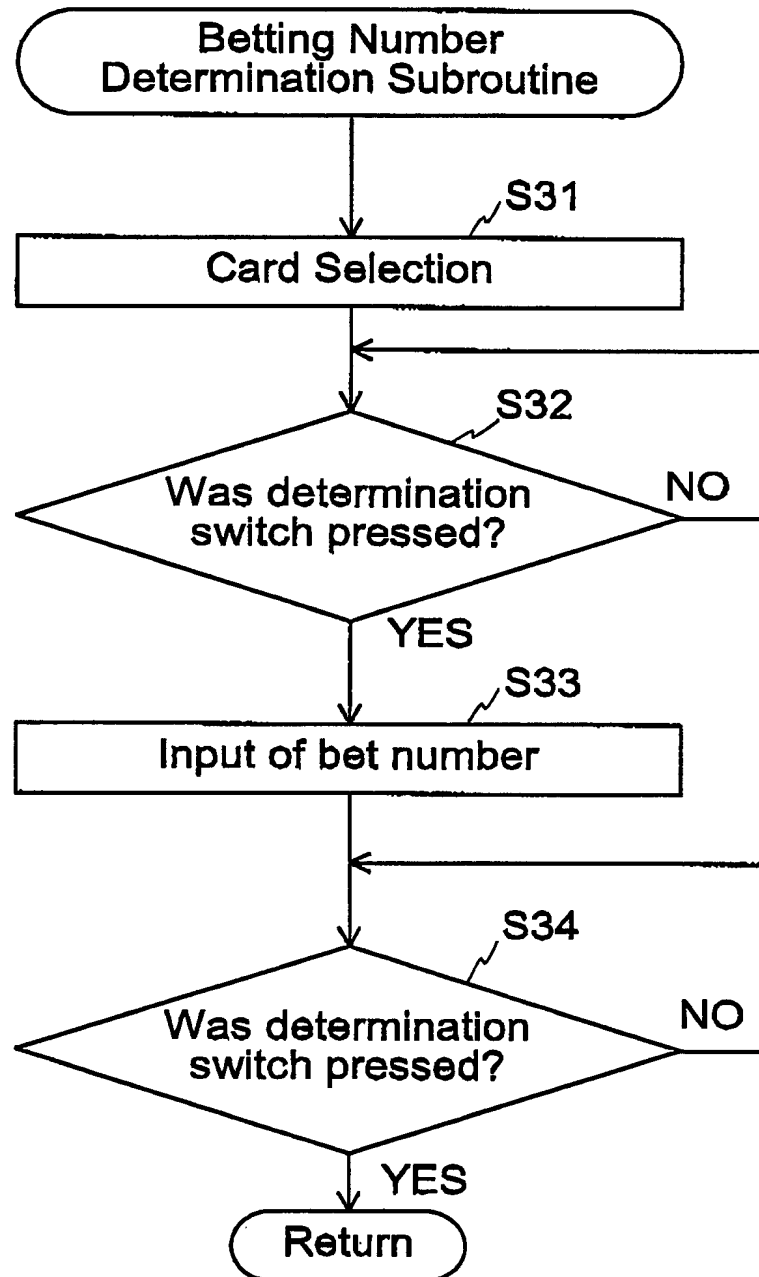 Betting Number
Determination Subroutine
S31
Card Selection
S32
Was determination
switch pressed?
NO
YES
S33
Input of bet number
S34
Was determination
switch pressed?
NO
YES
Return